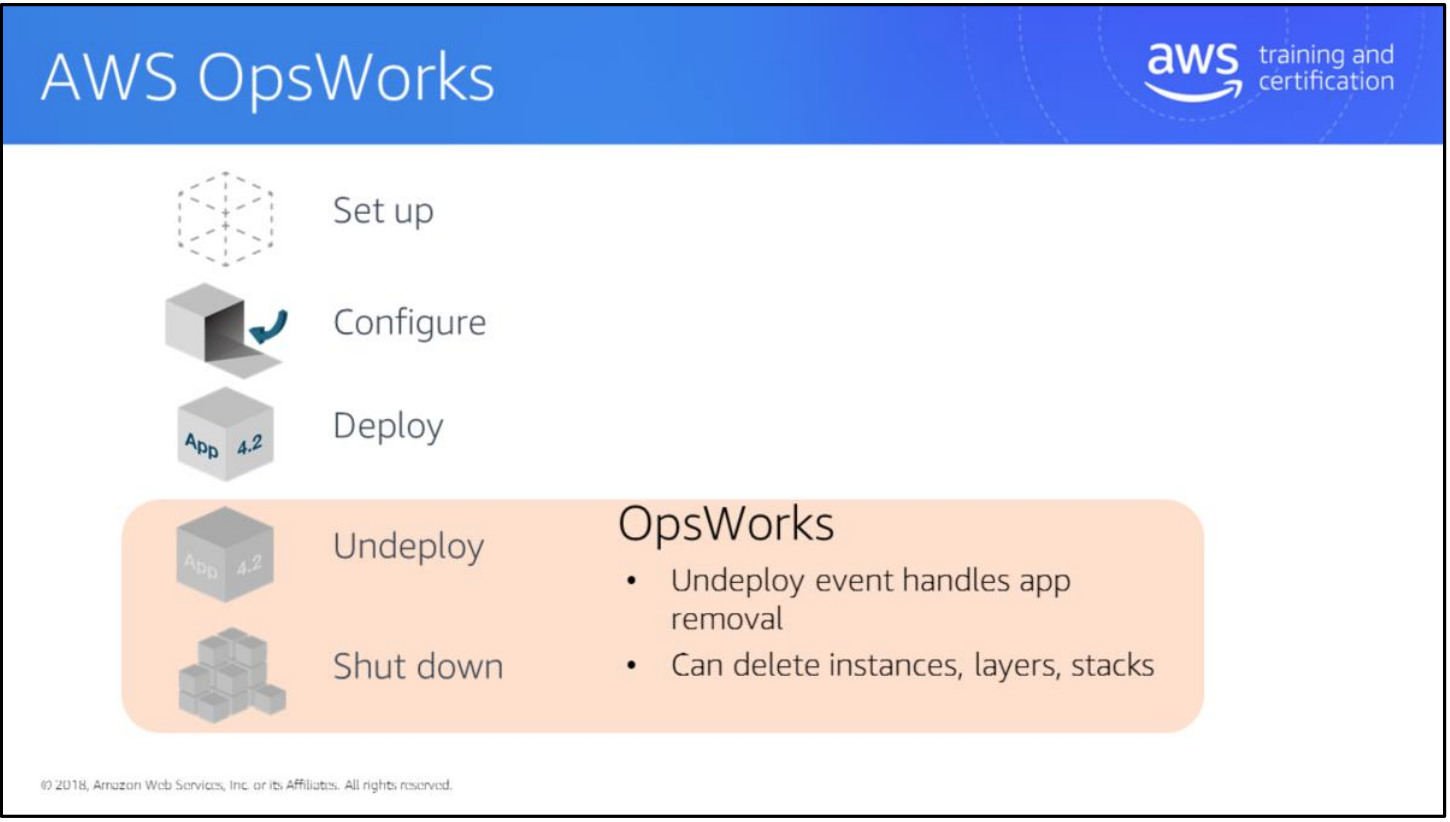 AWS OpsWorks
aws training and
certification
Set up
Configure
App 4.2
Deploy
App 4.2
Undeploy
Shut down
OpsWorks
• Undeploy event handles app
removal
• Can delete instances, layers, stacks
© 2018, Amazon Web Services, Inc. or its Affiliates. All rights reserved.